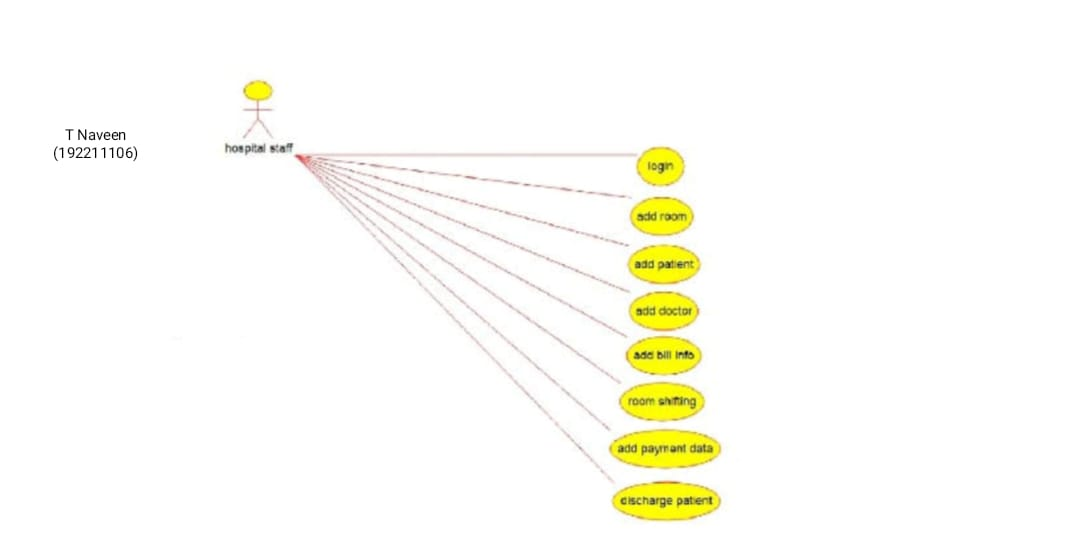 T Naveen
(192211106)
hospital staff
login
add room
add patient
add doctor
add bill info
room shifting
add payment data
discharge patient